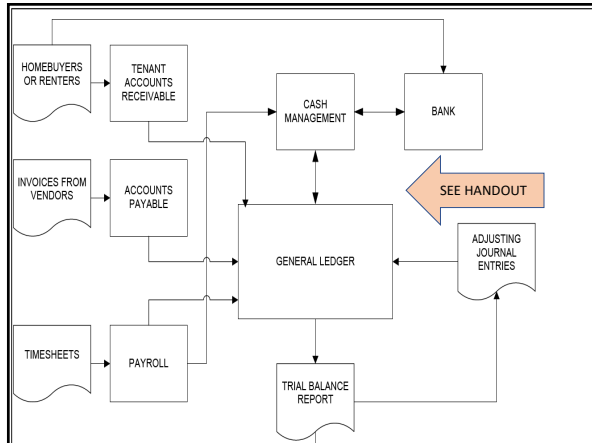 HOMEBUYERS
OR RENTERS
TENANT
ACCOUNTS
RECEIVABLE
CASH
MANAGEMENT
BANK
INVOICES FROM
VENDORS
ACCOUNTS
PAYABLE
SEE HANDOUT
GENERAL LEDGER
ADJUSTING
JOURNAL
ENTRIES
TIMESHEETS
PAYROLL
TRIAL BALANCE
REPORT